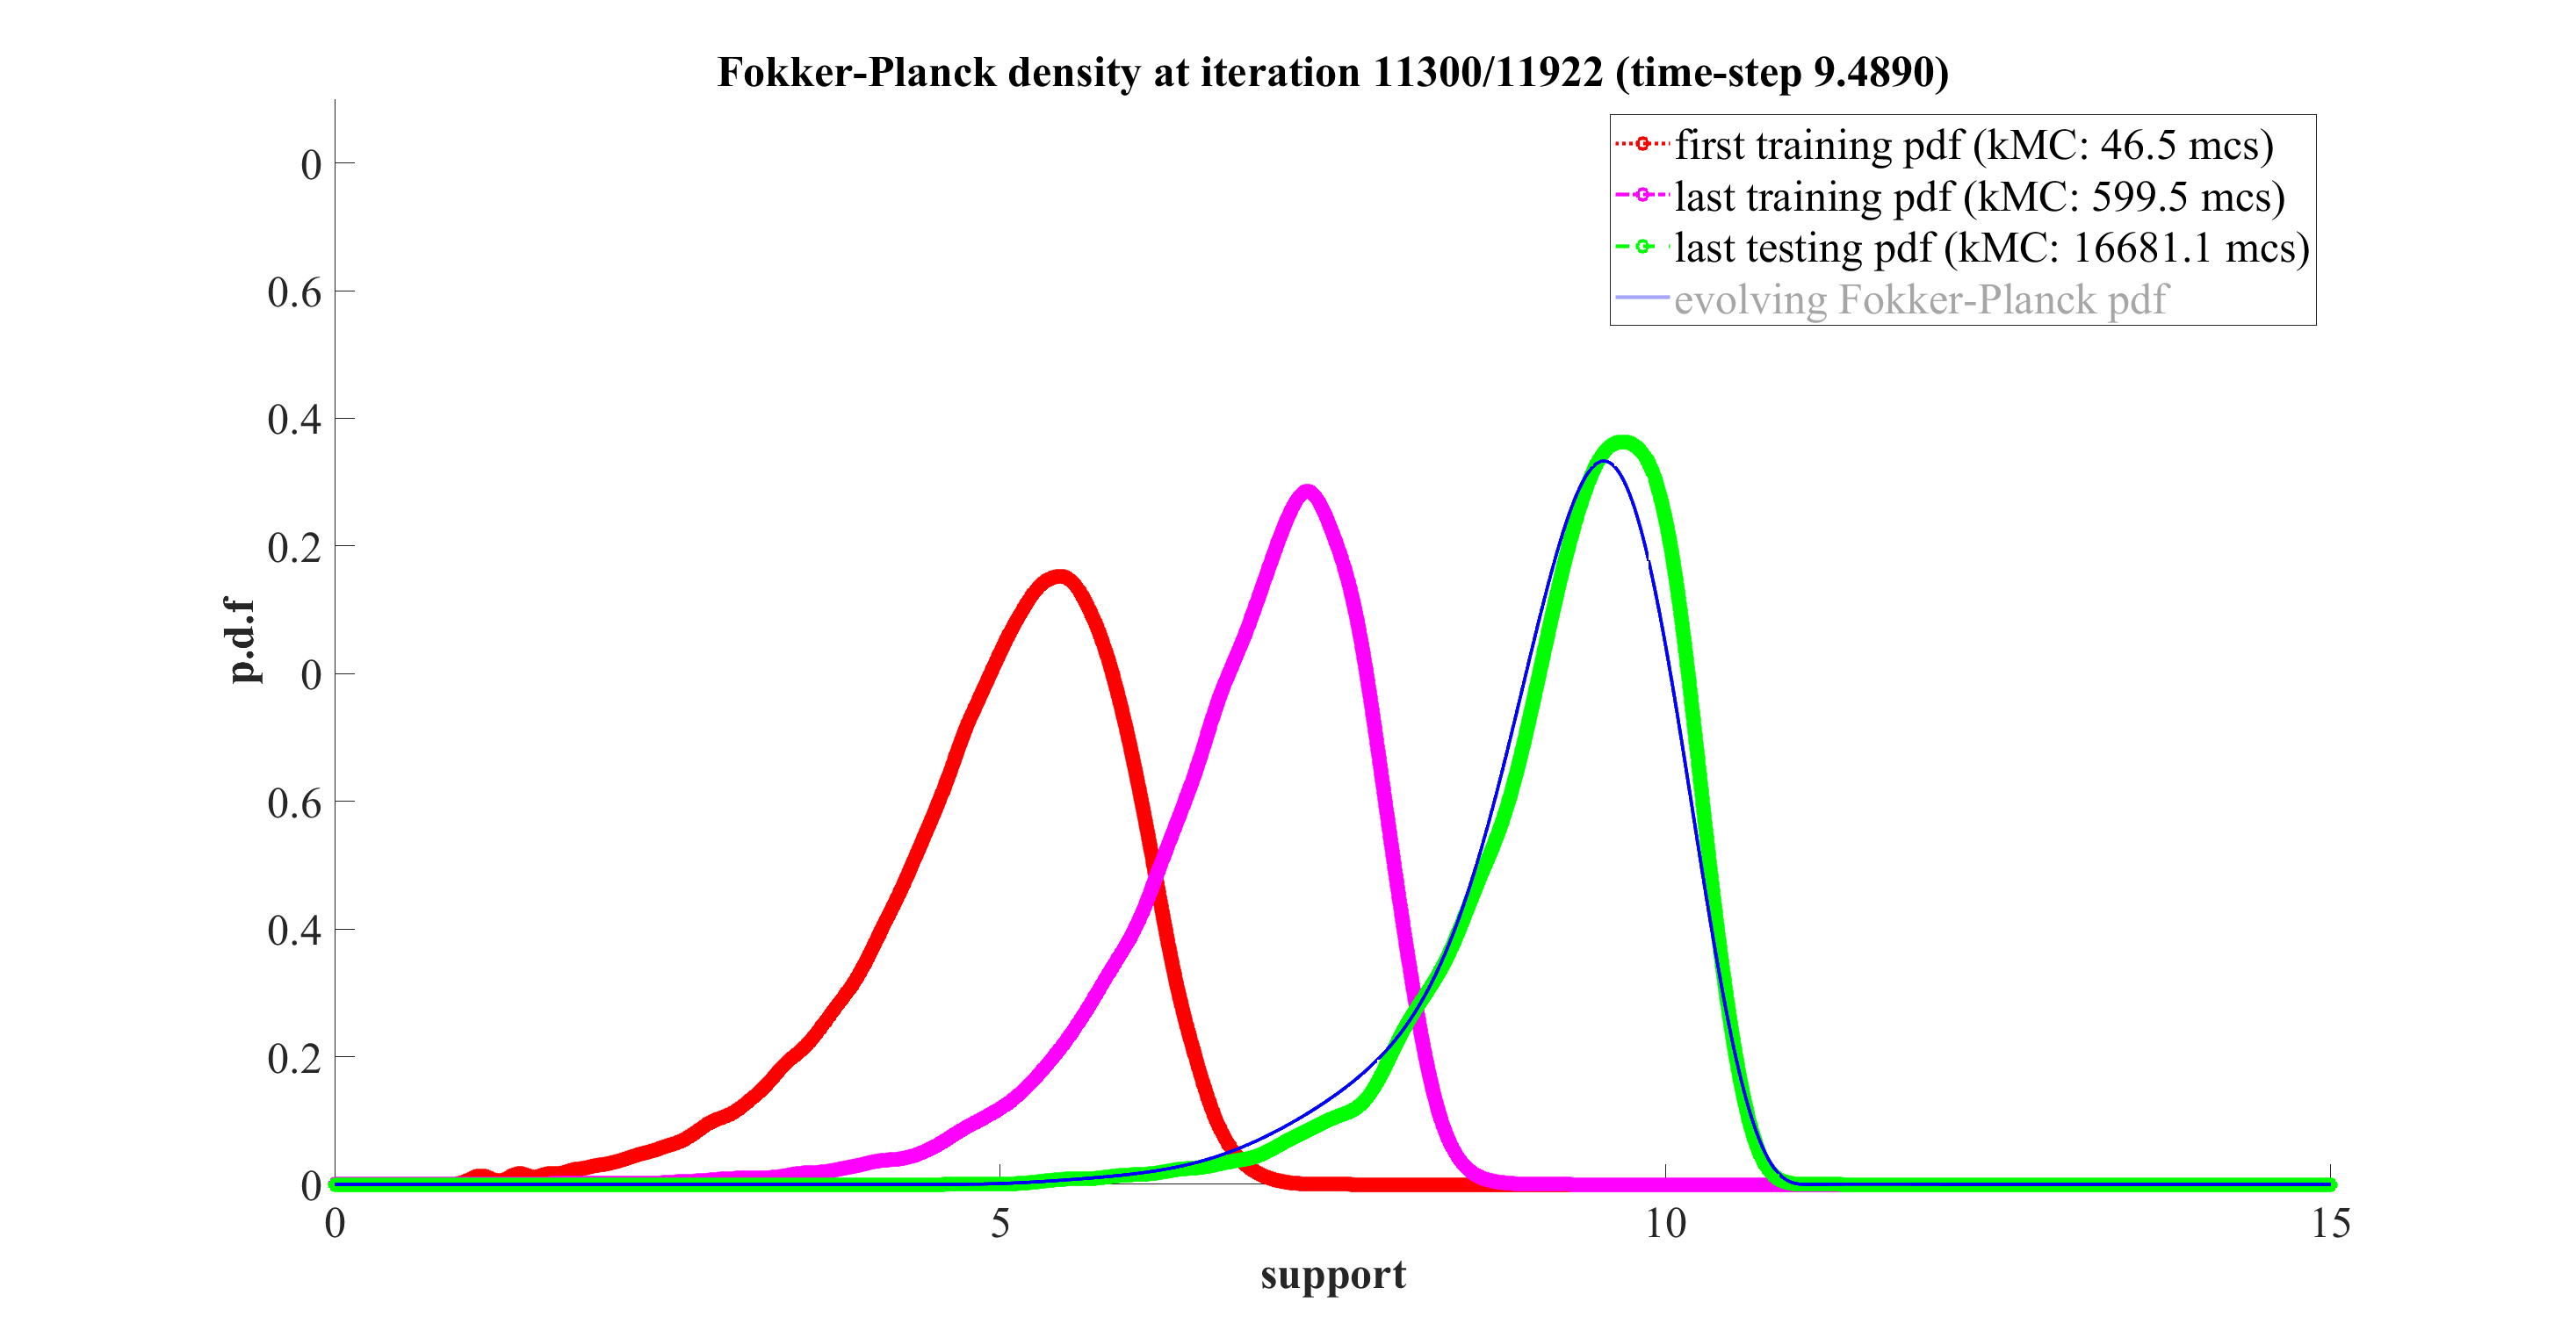 Fokker-Planck density at iteration 11300/11922 (time-step 9.4890)
first training pdf (kMC: 46.5 mcs)
last training pdf (kMC: 599.5 mcs)
last testing pdf (kMC: 16681.1 mcs)
evolving Fokker-Planck pdf
0
0.6
0.4
0.2
0
0.6
0.4
0.2
0
p.d.f
0 5 10 15
support